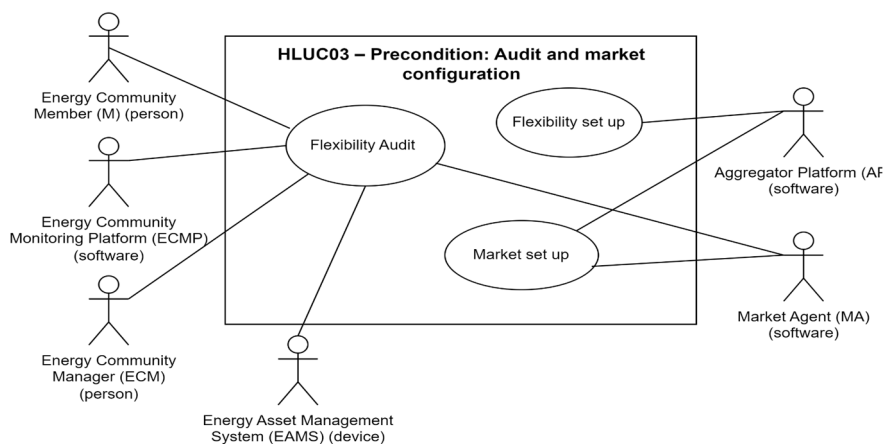 HLUC03 – Precondition: Audit and market
configuration
Energy Community
Member (M) (person)
Flexibility Audit
Flexibility set up
Aggregator Platform (AF
(software)
Energy Community
Monitoring Platform (ECMP)
(software)
Market set up
Market Agent (MA)
(software)
Energy Community
Manager (ECM)
(person)
Energy Asset Management
System (EAMS) (device)